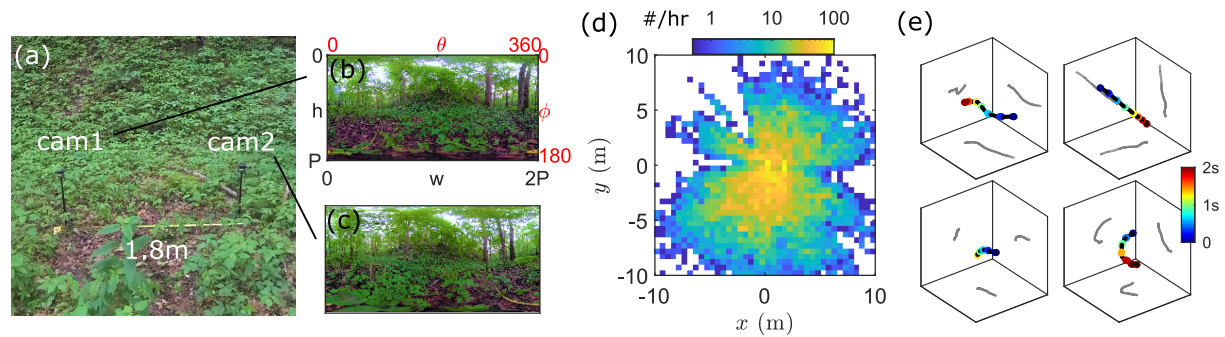 (a)
cam1
cam2
1,8m
0 θ 360
0 (b) 0
h ϕ
P 180
0 w 2P
(c)
(d) #/hr 1 10 100
10
5
0
-5
-10
y (m)
-10 0 10
x (m)
(e)
2s
1s
0